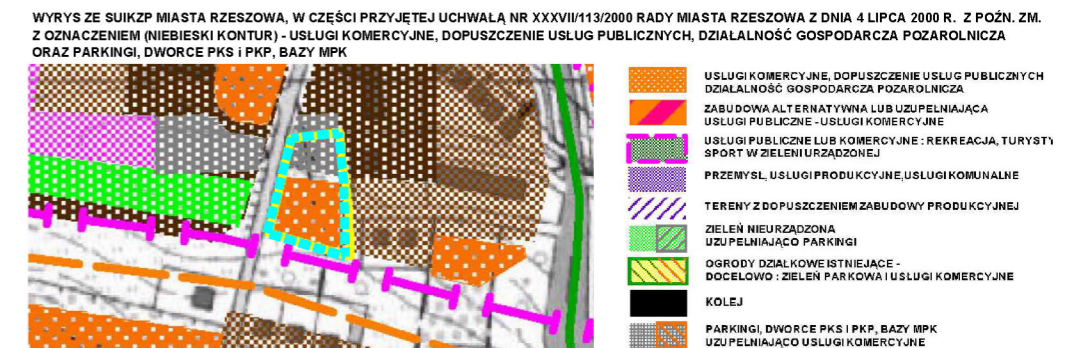 WYRYS ZE SUIKZP MIASTA RZESZOWA, W CZĘŚCI PRZYJĘTEJ UCHWAŁĄ NR XXXVII/113/2000 RADY MIASTA RZESZOWA Z DNIA 4 LIPCA 2000 R. Z POŹN. ZM.
Z OZNACZENIEM (NIEBIESKI KONTUR) - USŁUGI KOMERCYJNE, DOPUSZCZENIE USŁUG PUBLICZNYCH, DZIAŁALNOŚĆ GOSPODARCZA POZAROLNICZA
ORAZ PARKINGI, DWORCE PKS i PKP, BAZY MPK
USŁUGI KOMERCYJNE, DOPUSZCZENIE USŁUG PUBLICZNYCH
DZIAŁALNOŚĆ GOSPODARCZA POZAROLNICZA
ZABUDOWA ALTERNATYWNA LUB UZUPEŁNIAJĄCA
USŁUGI PUBLICZNE - USŁUGI KOMERCYJNE
USŁUGI PUBLICZNE LUB KOMERCYJNE : REKREACJA, TURYSTY
SPORT W ZIELENI URZĄDZONEJ
PRZEMYSŁ, USŁUGI PRODUKCYJNE, USŁUGI KOMUNALNE
TERENY Z DOPUSZCZENIEM ZABUDOWY PRODUKCYJNEJ
ZIELEŃ NIEURZĄDZONA
UZUPEŁNIAJĄCO PARKINGI
OGRODY DZIAŁKOWE ISTNIEJĄCE -
DOCELOWO : ZIELEŃ PARKOWA I USŁUGI KOMERCYJNE
KOLEJ
PARKINGI, DWORCE PKS I PKP, BAZY MPK
UZUPEŁNIAJĄCO USŁUGI KOMERCYJNE